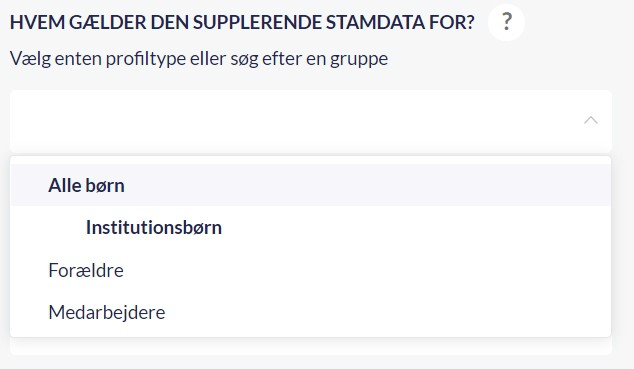 HVEM GÆLDER DEN SUPPLERENDE STAMDATA FOR? ?
Vælg enten profiltype eller søg efter en gruppe
Alle børn
Institutionsbørn
Forældre
Medarbejdere